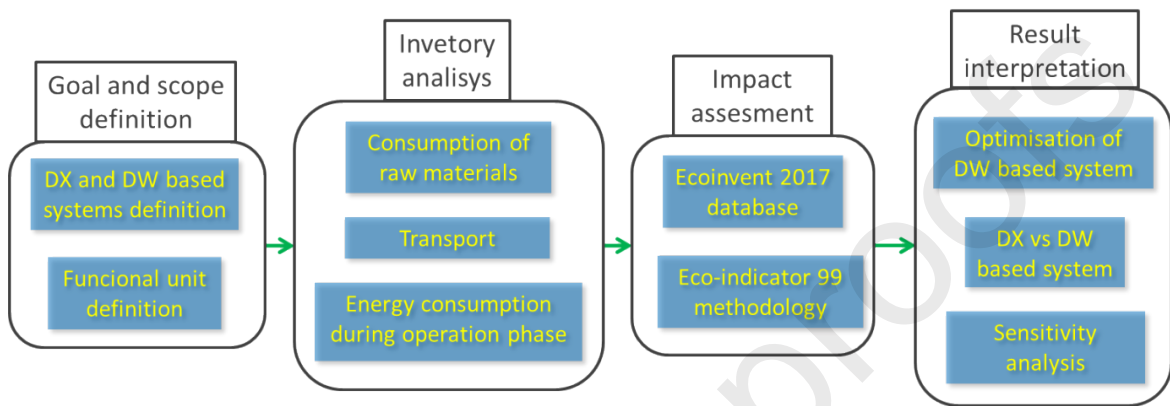 Goal and scope
definition
DX and DW based
systems definition
Funcional unit
definition
Invetory
analisys
Consumption of
raw materials
Transport
Energy consumption
during operation phase
Impact
assesment
Ecoinvent 2017
database
Eco-indicator 99
methodology
Result
interpretation
Optimisation of
DW based system
DX vs DW
based system
Sensitivity
analysis
proofs